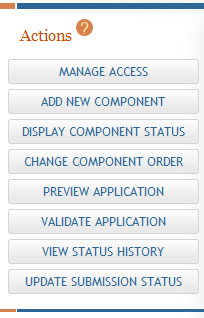 Actions ?
MANAGE ACCESS
ADD NEW COMPONENT
DISPLAY COMPONENT STATUS
CHANGE COMPONENT ORDER
PREVIEW APPLICATION
VALIDATE APPLICATION
VIEW STATUS HISTORY
UPDATE SUBMISSION STATUS